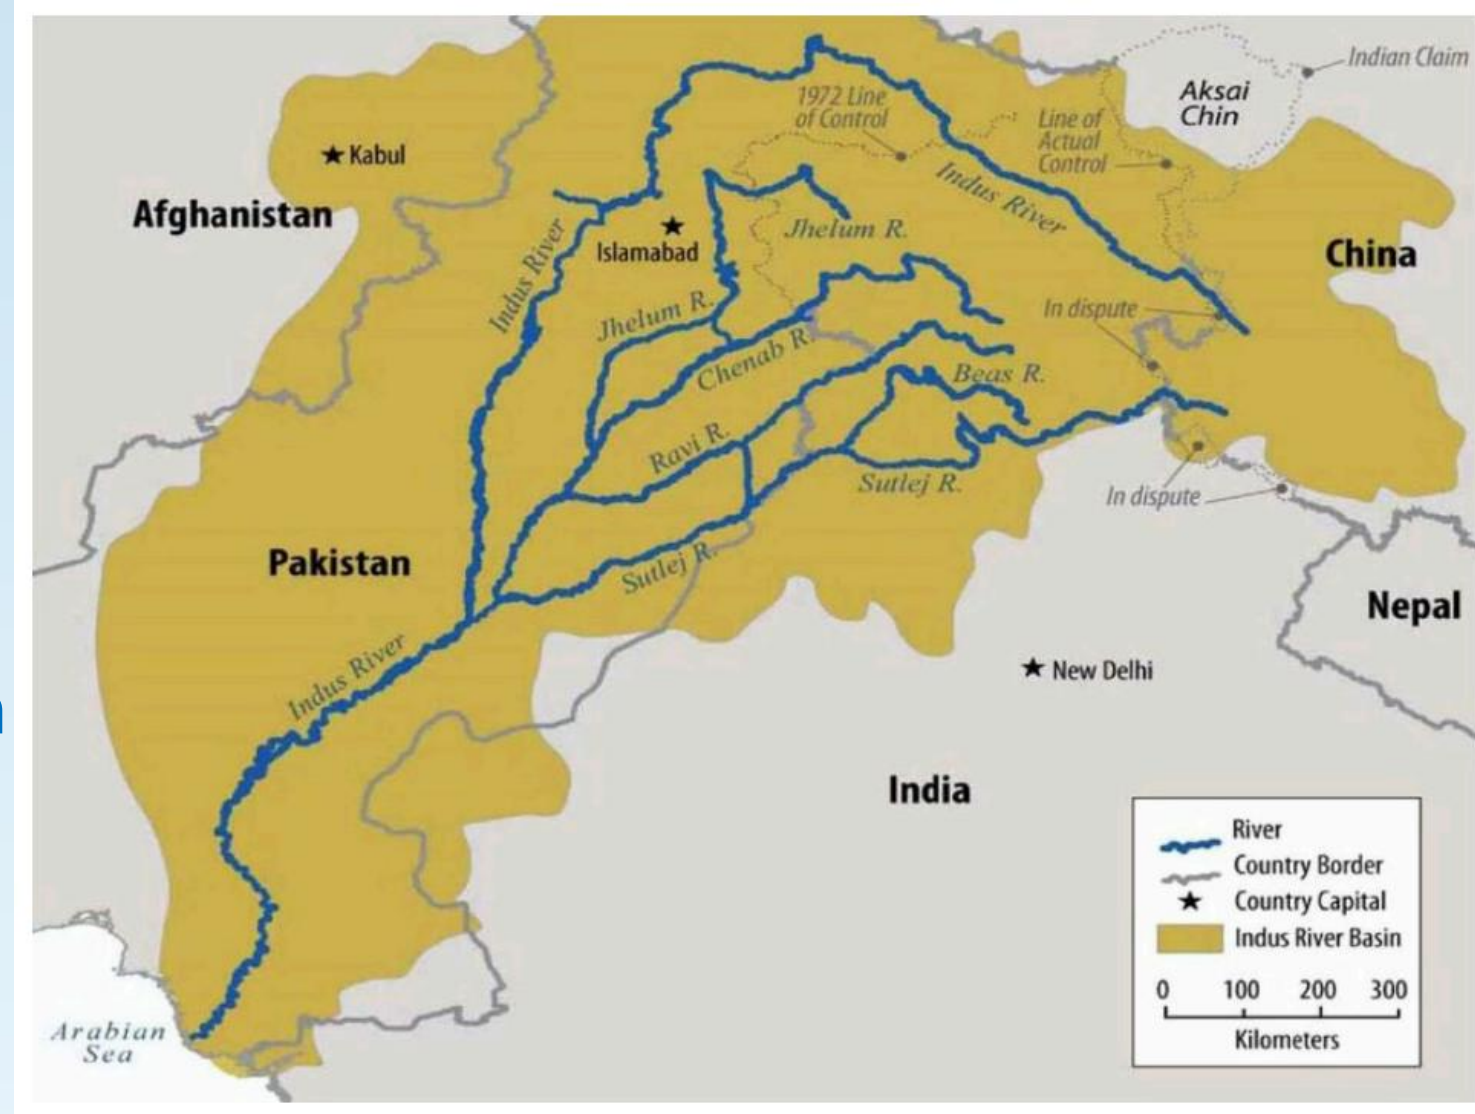 Indian Claim
Aksai
Chin
1972 Line
of Control
Line of
Actual
Control
Kabul
Indus River
Afghanistan
Jhelum R.
Islamabad
China
Indus River
Jhelum R.
In dispute
Chenab R.
Beas R.
Ravi R.
Sutlej R.
In dispute
Pakistan
Sutlej R.
Nepal
Indus River
New Delhi
India
River
Country Border
Country Capital
Indus River Basin
0 100 200 300
Kilometers
Arabian
Sea